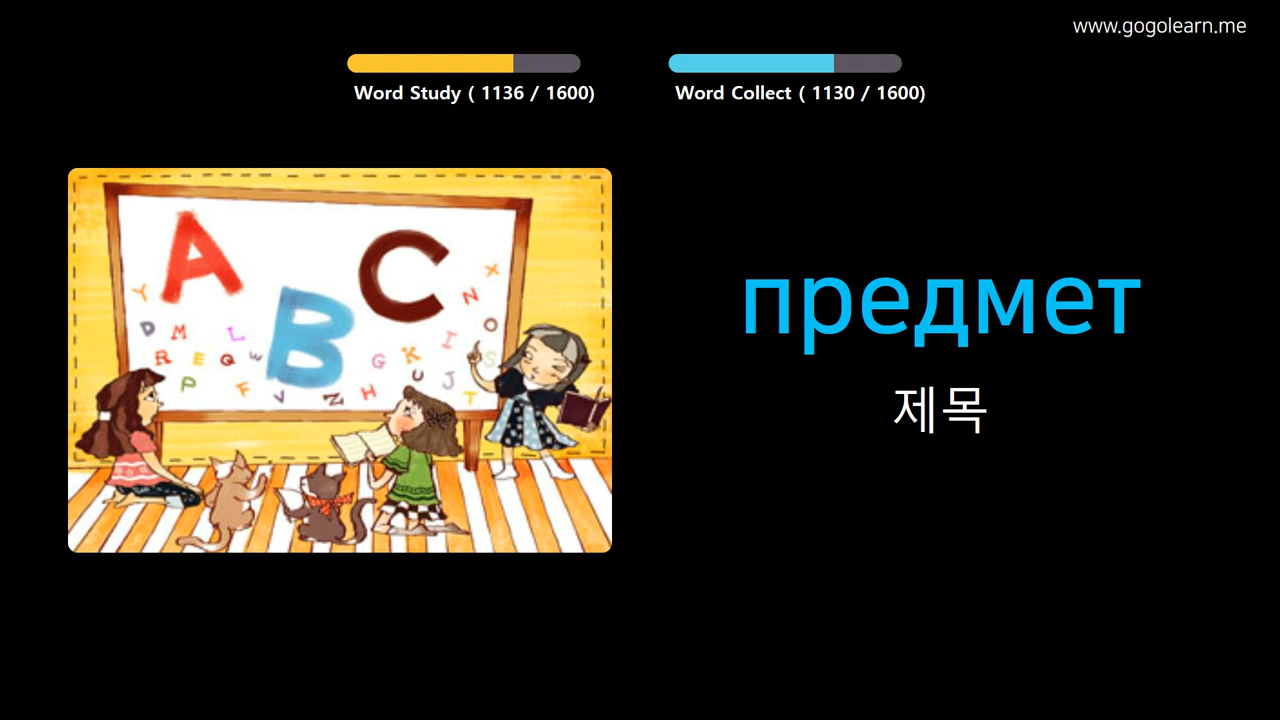 www.gogolearn.me
Word Study ( 1136 / 1600)
Word Collect ( 1130 / 1600)
A
B
C
Y
X
N
D
M
L
O
I
R
E
Q
W
G
K
S
P
F
U
J
V
Z
H
T
предмет
제목